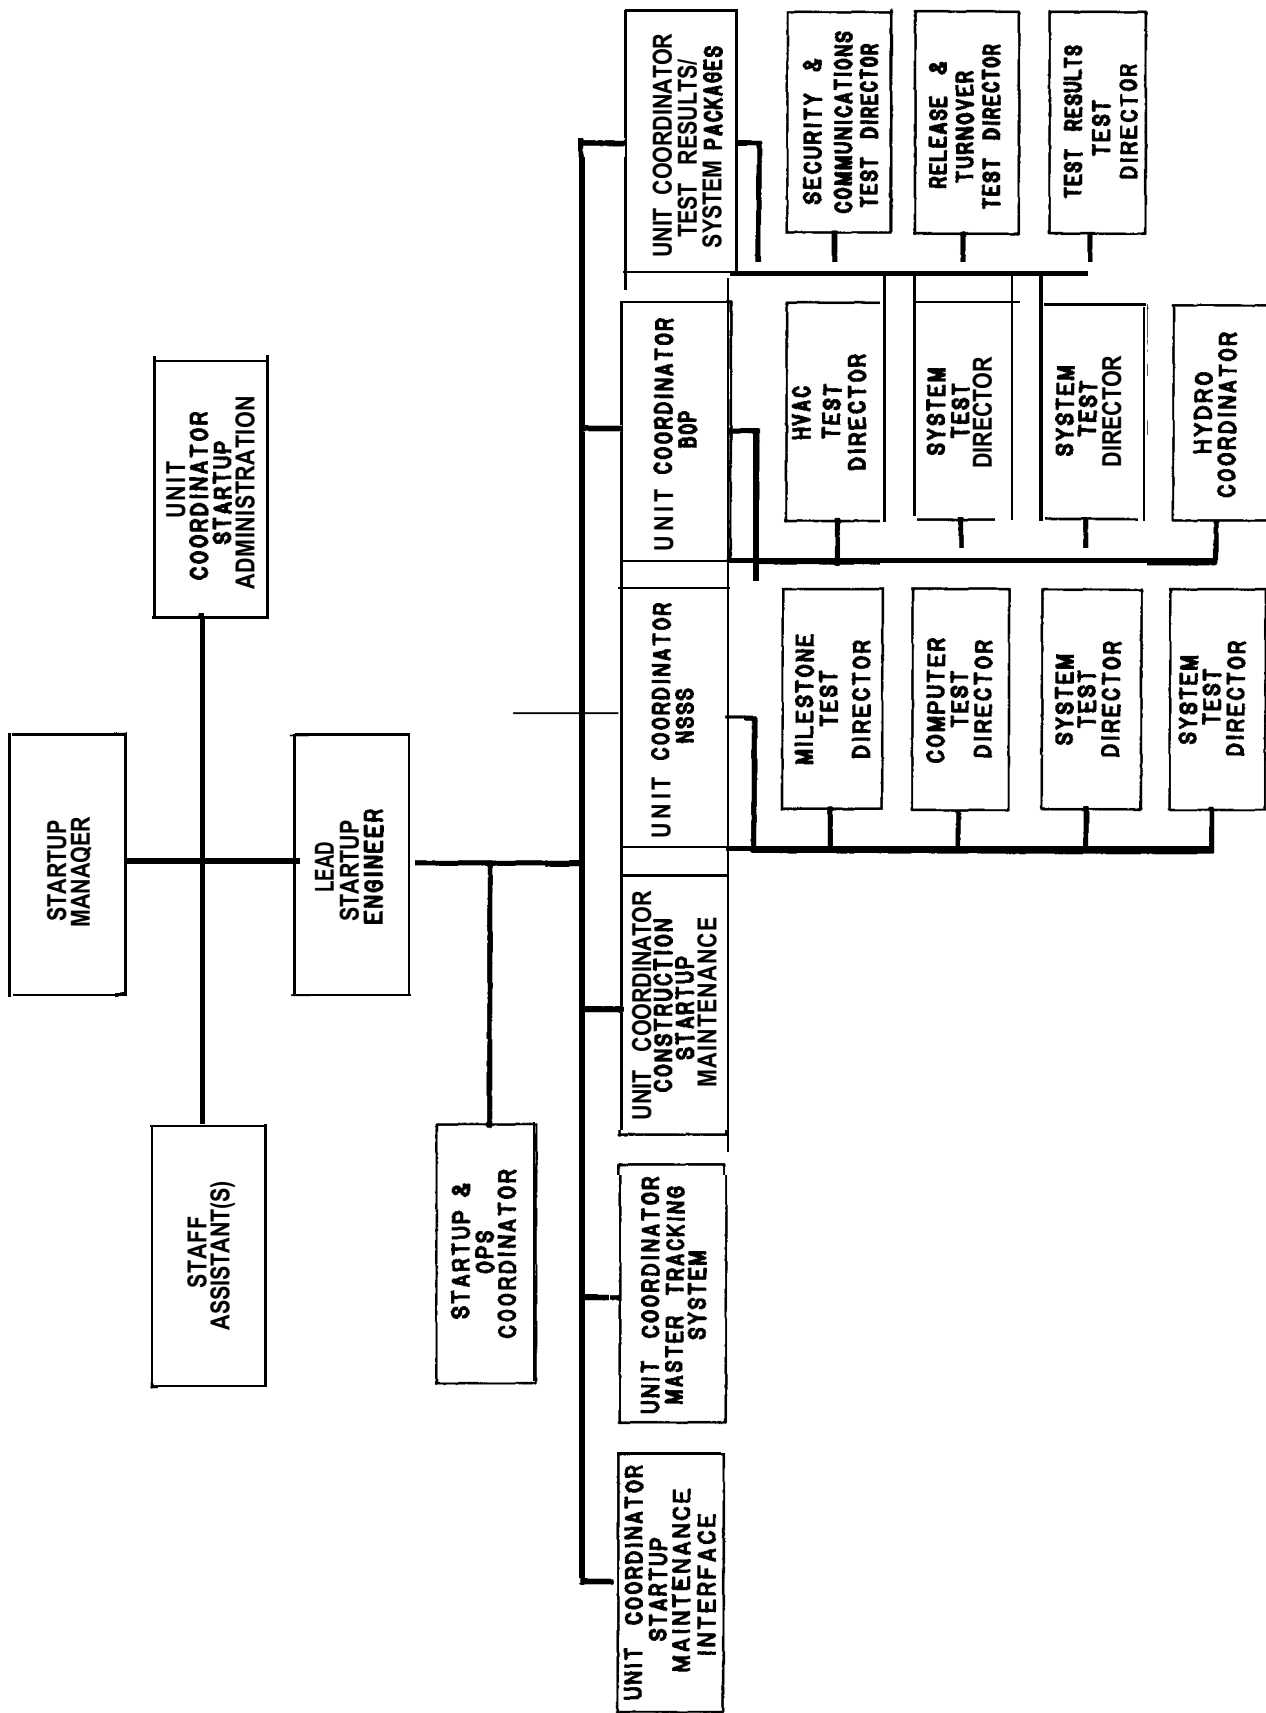 STARTUP
MANAQER
STAFF
ASSISTANT(S)
UNIT
COORDINATOR
STARTUP
ADMINISTRATION
LEAD
STARTUP
ENGINEER
STARTUP &
OPS
COORDINATOR
UNIT COORDINATOR
STARTUP
MAINTENANCE
INTERFACE
UNIT COORDINATOR
MASTER TRACKING
SYSTEM
UNIT COORDINATOR
CONSTRUCTION
STARTUP
MAINTENANCE
UNIT COORDINATOR
NSSS
UNIT COORDINATOR
BOP
UNIT COORDINATOR
TEST RESULTS/
SYSTEM PACKAGES
MILESTONE
TEST
DIRECTOR
COMPUTER
TEST
DIRECTOR
SYSTEM
TEST
DIRECTOR
SYSTEM
TEST
DIRECTOR
HVAC
TEST
DIRECTOR
SYSTEM
TEST
DIRECTOR
SYSTEM
TEST
DIRECTOR
HYDRO
COORDINATOR
SECURITY &
COMMUNICATIONS
TEST DIRECTOR
RELEASE &
TURNOVER
TEST DIRECTOR
TEST RESULTS
TEST
DIRECTOR